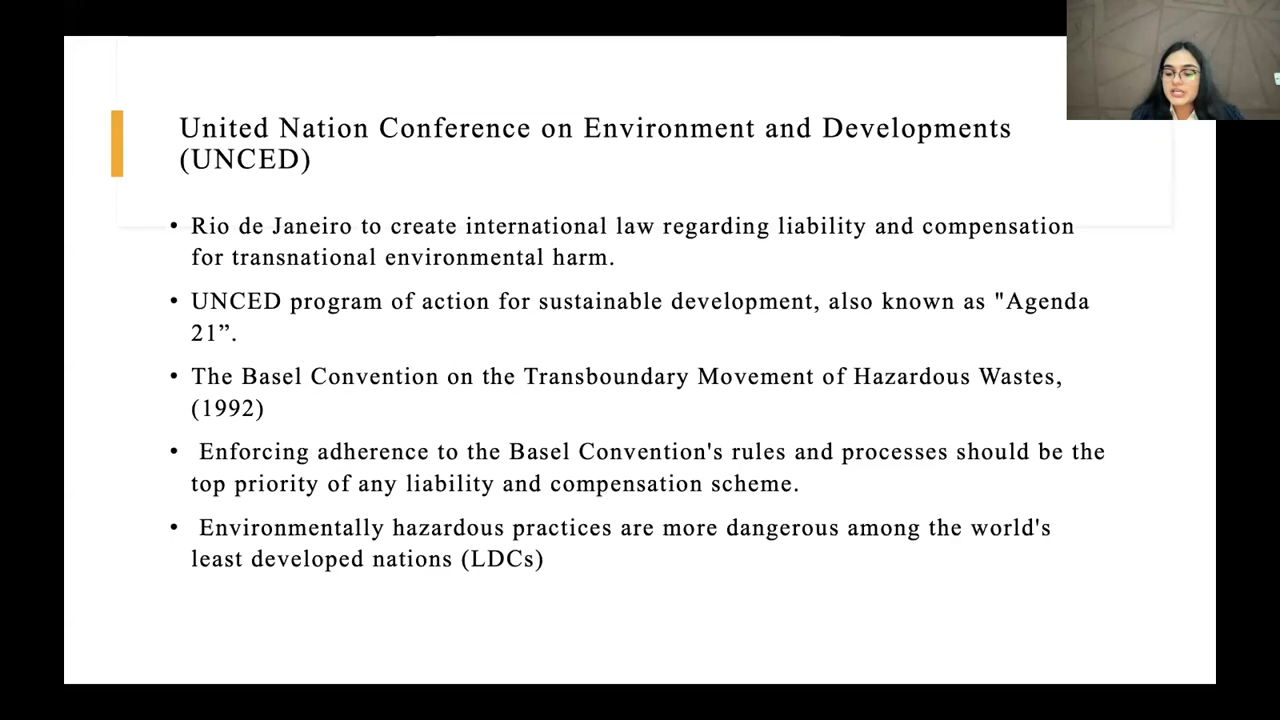 United Nation Conference on Environment and Developments
(UNCED)
• Rio de Janeiro to create international law regarding liability and compensation
for transnational environmental harm.
• UNCED program of action for sustainable development, also known as "Agenda
21”.
• The Basel Convention on the Transboundary Movement of Hazardous Wastes,
(1992)
• Enforcing adherence to the Basel Convention's rules and processes should be the
top priority of any liability and compensation scheme.
• Environmentally hazardous practices are more dangerous among the world's
least developed nations (LDCs)